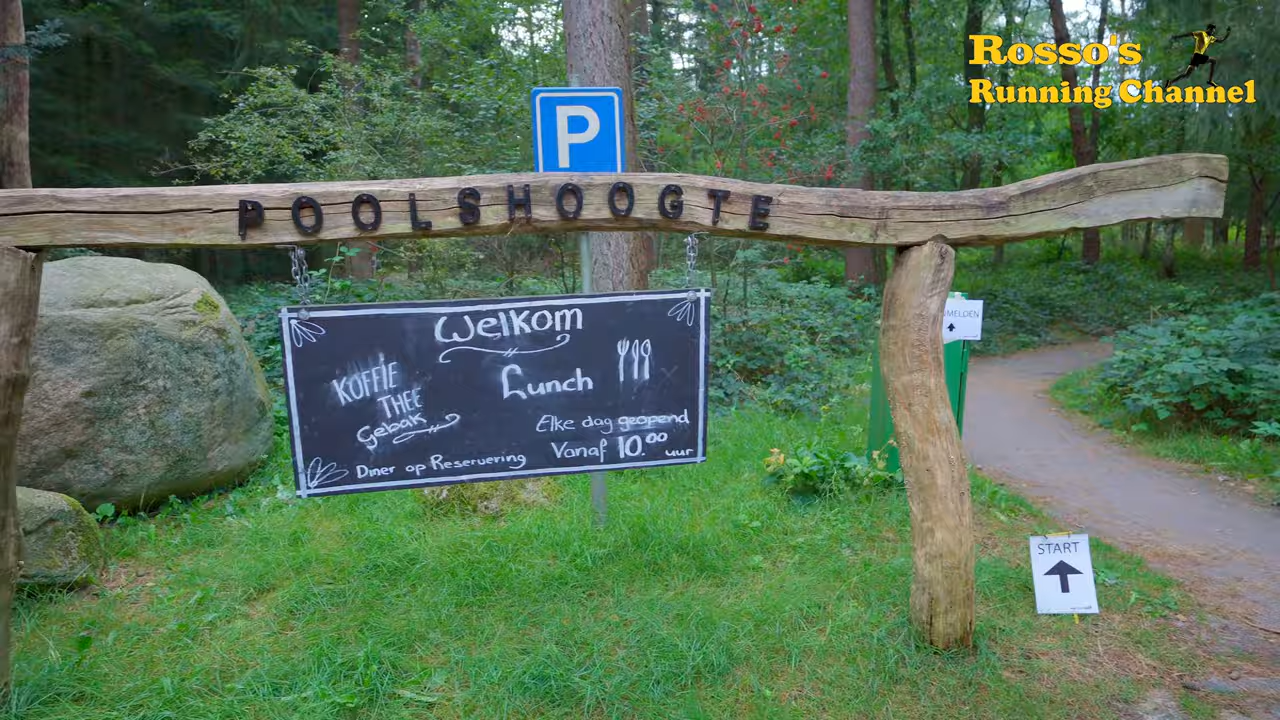 Rosso's
Running Channel
P
POOLSHOOGTE
Welkom
KOFFIE
THEE
Gebak
Lunch
Elke dag geopend
Vanaf 10.00 uur
Diner op Reservering
MELDEN
START